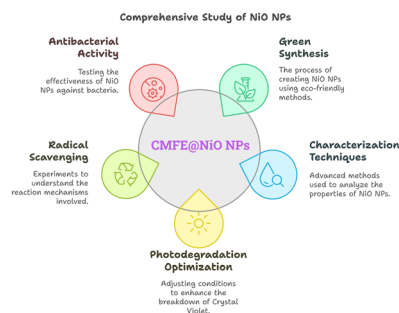 Comprehensive Study of NiO NPs
Antibacterial
Activity
Testing the
effectiveness of NiO
NPs against bacteria.
Green
Synthesis
The process of
creating NiO NPs
using eco-friendly
methods.
CMFE@NiO NPs
Radical
Scavenging
Experiments to
understand the
reaction mechanisms
involved.
Characterization
Techniques
Advanced methods
used to analyze the
properties of NiO NPs.
Photodegradation
Optimization
Adjusting conditions
to enhance the
breakdown of Crystal
Violet.